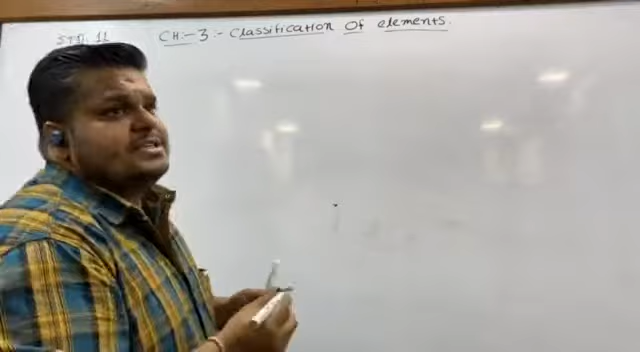 STD. 11
CH:- 3 :- Classification Of elements.